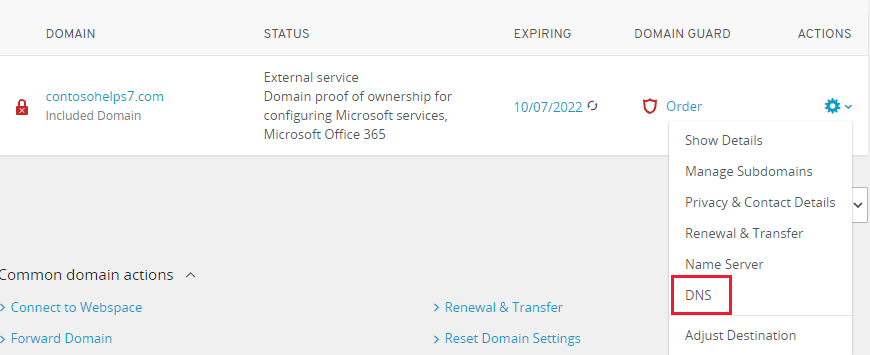 DOMAIN STATUS EXPIRING DOMAIN GUARD ACTIONS
External service
contosohelps7.com Domain proof of ownership for
Included Domain configuring Microsoft services, 10/07/2022 Order
Microsoft Office 365
Show Details
Manage Subdomains
Privacy & Contact Details
Renewal & Transfer
Name Server
DNS
Adjust Destination
Common domain actions
Connect to Webspace Renewal & Transfer
Forward Domain Reset Domain Settings